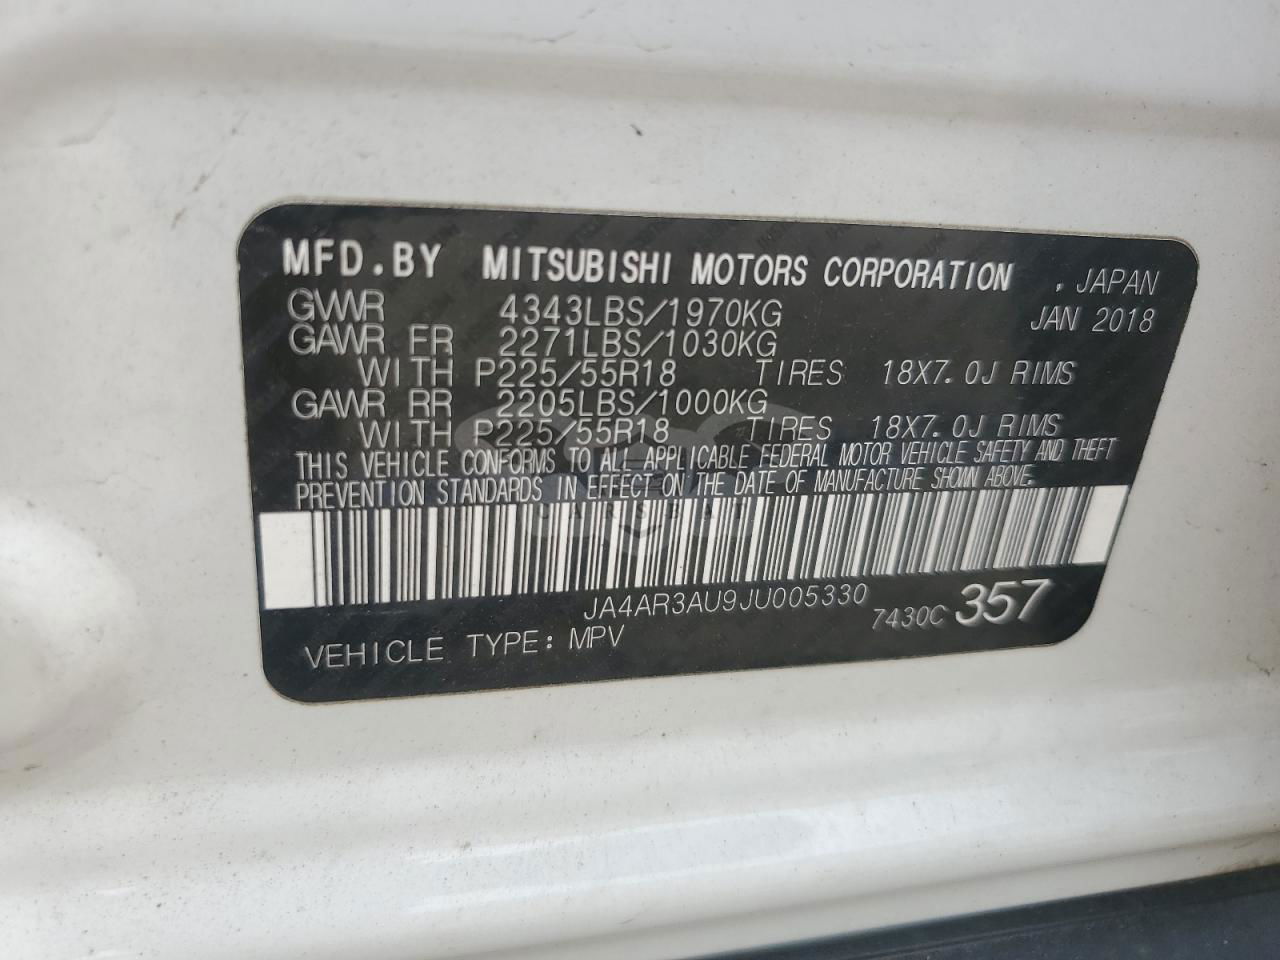 MFD.BY MITSUBISHI MOTORS CORPORATION , JAPAN
GVWR 4343LBS/1970KG JAN 2018
GAWR FR 2271LBS/1030KG
WITH P225/55R18 TIRES 18X7.0J RIMS
GAWR RR 2205LBS/1000KG
WITH P225/55R18 TIRES 18X7.0J RIMS
THIS VEHICLE CONFORMS TO ALL APPLICABLE FEDERAL MOTOR VEHICLE SAFETY AND THEFT
PREVENTION STANDARDS IN EFFECT ON THE DATE OF MANUFACTURE SHOWN ABOVE.
CARSBAT
JA4AR3AU9JU005330 7430C 357
VEHICLE TYPE: MPV